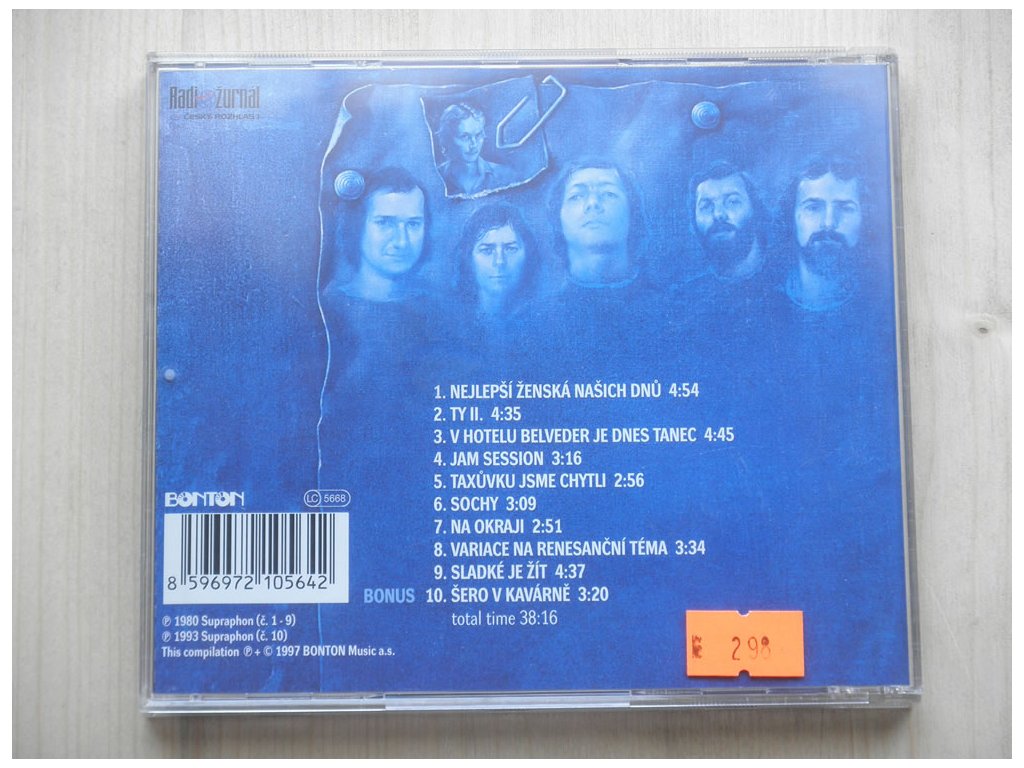 Radiožurnál
ČESKÝ ROZHLAS 1
1. NEJLEPŠÍ ŽENSKÁ NAŠICH DNŮ 4:54
2. TY II. 4:35
3. V HOTELU BELVEDER JE DNES TANEC 4:45
4. JAM SESSION 3:16
5. TAXŮVKU JSME CHYTLI 2:56
6. SOCHY 3:09
7. NA OKRAJI 2:51
8. VARIACE NA RENESANČNÍ TÉMA 3:34
9. SLADKÉ JE ŽÍT 4:37
BONUS 10. ŠERO V KAVÁRNĚ 3:20
total time 38:16
BONTON
LC 5668
8 596972 105642
℗ 1980 Supraphon (č. 1 - 9)
℗ 1993 Supraphon (č. 10)
This compilation ℗ + © 1997 BONTON Music a.s.
298